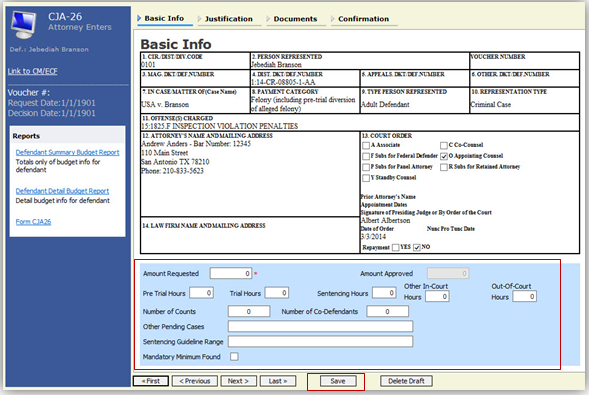 CJA-26
Attorney Enters
Def.: Jebediah Branson
Link to CM/ECF
Voucher #:
Request Date:1/1/1901
Decision Date:1/1/1901
Reports
Defendant Summary Budget Report
Totals only of budget info for
defendant
Defendant Detail Budget Report
Detail budget info for defendant
Form CJA26
Basic Info Justification Documents Confirmation
Basic Info
1. CIR./DIST/DIV.CODE
0101
2. PERSON REPRESENTED
Jebediah Branson
VOUCHER NUMBER
3. MAG. DKT/DEF.NUMBER
4. DIST. DKT/DEF.NUMBER
1:14-CR-08805-1-AA
5. APPEALS. DKT/DEF.NUMBER
6. OTHER. DKT/DEF.NUMBER
7. IN CASE/MATTER OF(Case Name)
USA v. Branson
8. PAYMENT CATEGORY
Felony (including pre-trial diversion
of alleged felony)
9. TYPE PERSON REPRESENTED
Adult Defendant
10. REPRESENTATION TYPE
Criminal Case
11. OFFENSE(S) CHARGED
15:1825.F INSPECTION VIOLATION PENALTIES
12. ATTORNEY'S NAME AND MAILING ADDRESS
Andrew Anders - Bar Number: 12345
110 Main Street
San Antonio TX 78210
Phone: 210-833-5623
13. COURT ORDER
A Associate C Co-Counsel
F Subs for Federal Defender O Appointing Counsel
P Subs for Panel Attorney R Subs for Retained Attorney
Y Standby Counsel
Prior Attorney's Name
Appointment Dates
Signature of Presiding Judge or By Order of the Court
Albert Albertson
Date of Order Nunc Pro Tunc Date
3/3/2014
Repayment YES NO
14. LAW FIRM NAME AND MAILING ADDRESS
Amount Requested 0 * Amount Approved 0
Pre Trial Hours 0 Trial Hours 0 Sentencing Hours 0 Other In-Court Hours 0 Out-Of-Court Hours 0
Number of Counts 0 Number of Co-Defendants 0
Other Pending Cases
Sentencing Guideline Range
Mandatory Minimum Found
« First < Previous Next > Last » Save Delete Draft